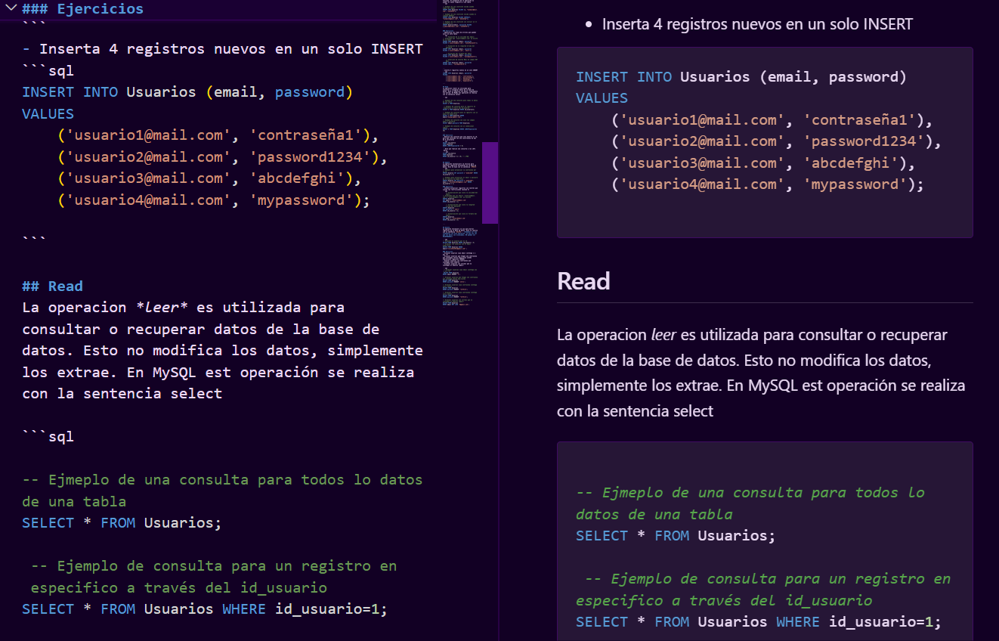 ### Ejercicios
```
- Inserta 4 registros nuevos en un solo INSERT
```sql
INSERT INTO Usuarios (email, password)
VALUES
('usuario1@mail.com', 'contraseña1'),
('usuario2@mail.com', 'password1234'),
('usuario3@mail.com', 'abcdefghi'),
('usuario4@mail.com', 'mypassword');
```
## Read
La operacion *leer* es utilizada para
consultar o recuperar datos de la base de
datos. Esto no modifica los datos, simplemente
los extrae. En MySQL est operación se realiza
con la sentencia select
```sql
-- Ejmeplo de una consulta para todos lo datos
de una tabla
SELECT * FROM Usuarios;
-- Ejemplo de consulta para un registro en
especifico a través del id_usuario
SELECT * FROM Usuarios WHERE id_usuario=1;
• Inserta 4 registros nuevos en un solo INSERT
INSERT INTO Usuarios (email, password)
VALUES
('usuario1@mail.com', 'contraseña1'),
('usuario2@mail.com', 'password1234'),
('usuario3@mail.com', 'abcdefghi'),
('usuario4@mail.com', 'mypassword');
Read
La operacion leer es utilizada para consultar o recuperar
datos de la base de datos. Esto no modifica los datos,
simplemente los extrae. En MySQL est operación se realiza
con la sentencia select
-- Ejmeplo de una consulta para todos lo
datos de una tabla
SELECT * FROM Usuarios;
-- Ejemplo de consulta para un registro en
especifico a través del id_usuario
SELECT * FROM Usuarios WHERE id_usuario=1;